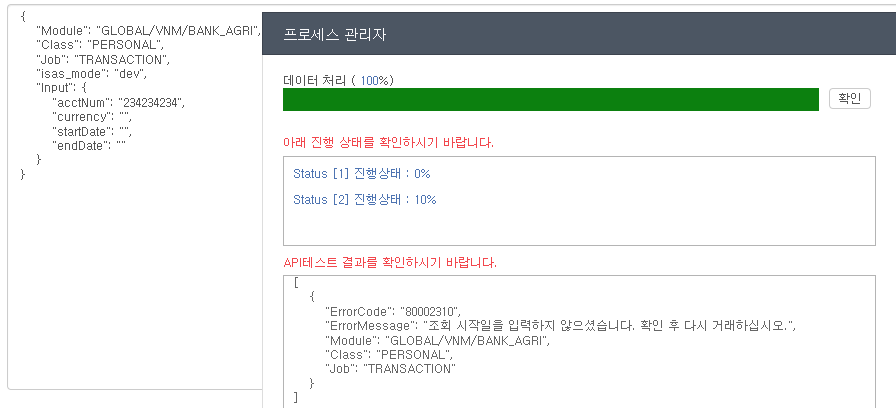 {
"Module": "GLOBAL/VNM/BANK_AGRI",
"Class": "PERSONAL",
"Job": "TRANSACTION",
"isas_mode": "dev",
"Input": {
"acctNum": "234234234",
"currency": "",
"startDate": "",
"endDate": ""
}
}
프로세스 관리자
데이터 처리 ( 100%)
확인
아래 진행 상태를 확인하시기 바랍니다.
Status [1] 진행상태 : 0%
Status [2] 진행상태 : 10%
API테스트 결과를 확인하시기 바랍니다.
[
{
"ErrorCode": "80002310",
"ErrorMessage": "조회 시작일을 입력하지 않으셨습니다. 확인 후 다시 거래하십시오.",
"Module": "GLOBAL/VNM/BANK_AGRI",
"Class": "PERSONAL",
"Job": "TRANSACTION"
}
]